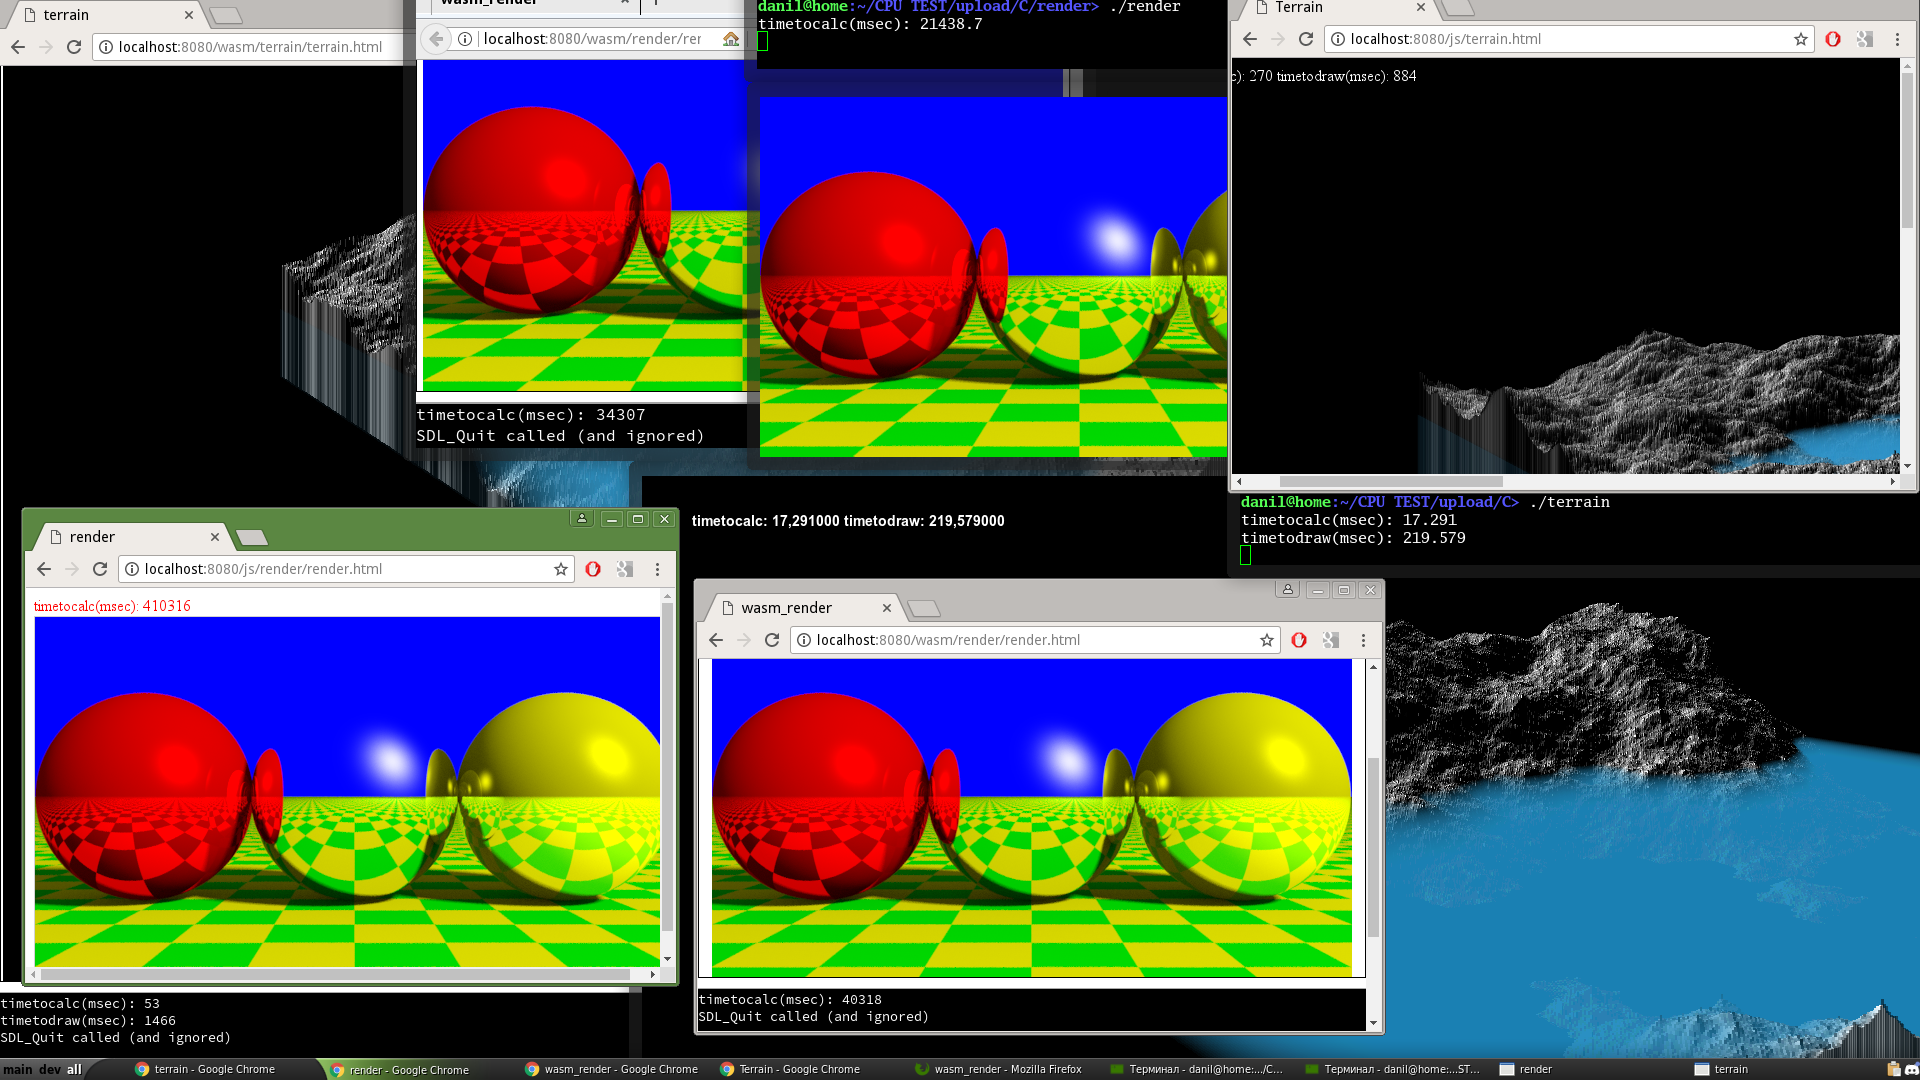 terrain
localhost:8080/wasm/terrain/terrain.html
wasm_render
localhost:8080/wasm/render/rer
timetocalc(msec): 34307
SDL_Quit called (and ignored)
danil@home:~/CPU TEST/upload/C/render> ./render
timetocalc(msec): 21438.7
Terrain
localhost:8080/js/terrain.html
c): 270 timetodraw(msec): 884
danil@home:~/CPU TEST/upload/C> ./terrain
timetocalc(msec): 17.291
timetodraw(msec): 219.579
timetocalc: 17,291000 timetodraw: 219,579000
render
localhost:8080/js/render/render.html
timetocalc(msec): 410316
wasm_render
localhost:8080/wasm/render/render.html
timetocalc(msec): 40318
SDL_Quit called (and ignored)
timetocalc(msec): 53
timetodraw(msec): 1466
SDL_Quit called (and ignored)
main dev all
terrain - Google Chrome
render - Google Chrome
wasm_render - Google Chrome
Terrain - Google Chrome
wasm_render - Mozilla Firefox
Терминал - danil@home:.../C...
Терминал - danil@home:...ST...
render
terrain